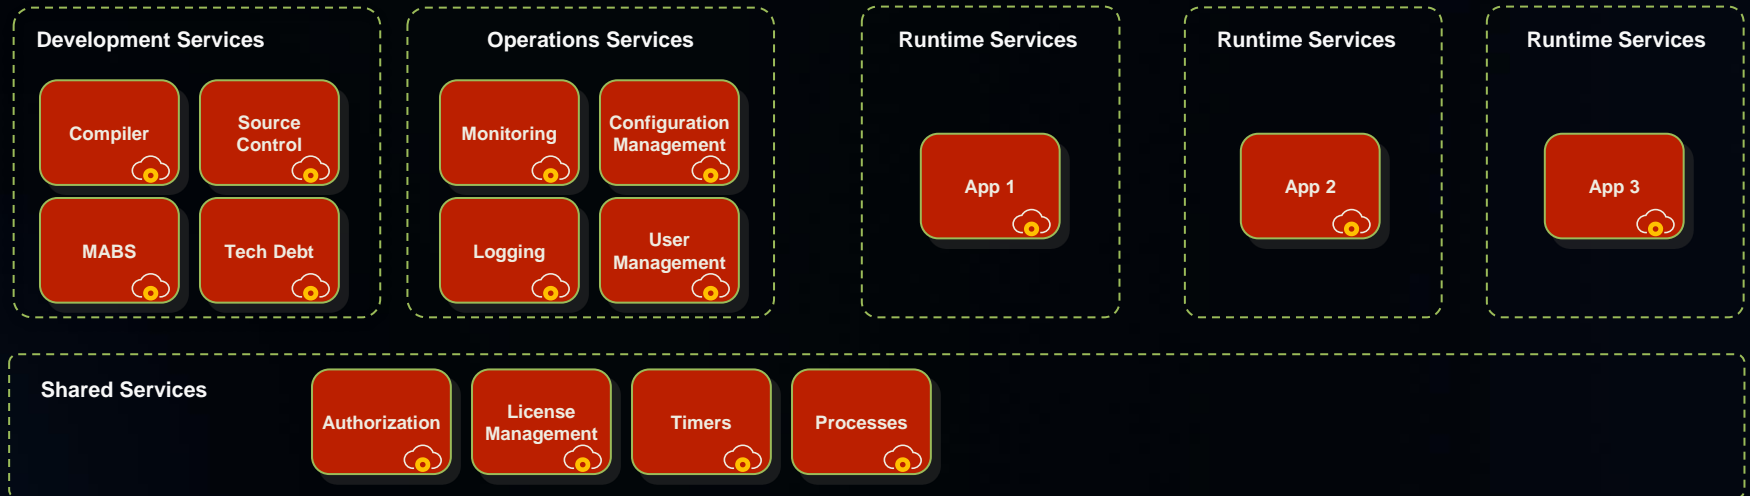 Development Services
Compiler
Source
Control
MABS
Tech Debt
Operations Services
Monitoring
Configuration
Management
Logging
User
Management
Runtime Services
App 1
Runtime Services
App 2
Runtime Services
App 3
Shared Services
Authorization
License
Management
Timers
Processes